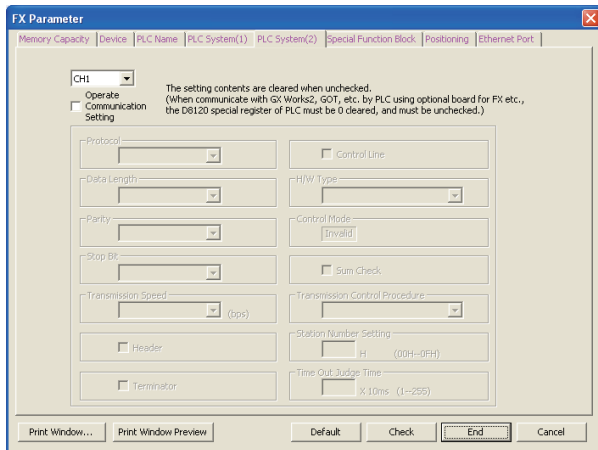 FX Parameter
Memory Capacity Device PLC Name PLC System(1) PLC System(2) Special Function Block Positioning Ethernet Port
CH1
Operate
Communication
Setting
The setting contents are cleared when unchecked.
(When communicate with GX Works2, GOT, etc. by PLC using optional board for FX etc.,
the D8120 special register of PLC must be 0 cleared, and must be unchecked.)
Protocol
Control Line
Data Length
H/W Type
Parity
Control Mode
Invalid
Stop Bit
Sum Check
Transmission Speed
(bps)
Transmission Control Procedure
Header
Station Number Setting
H (00H--0FH)
Terminator
Time Out Judge Time
X 10ms (1--255)
Print Window... Print Window Preview Default Check End Cancel